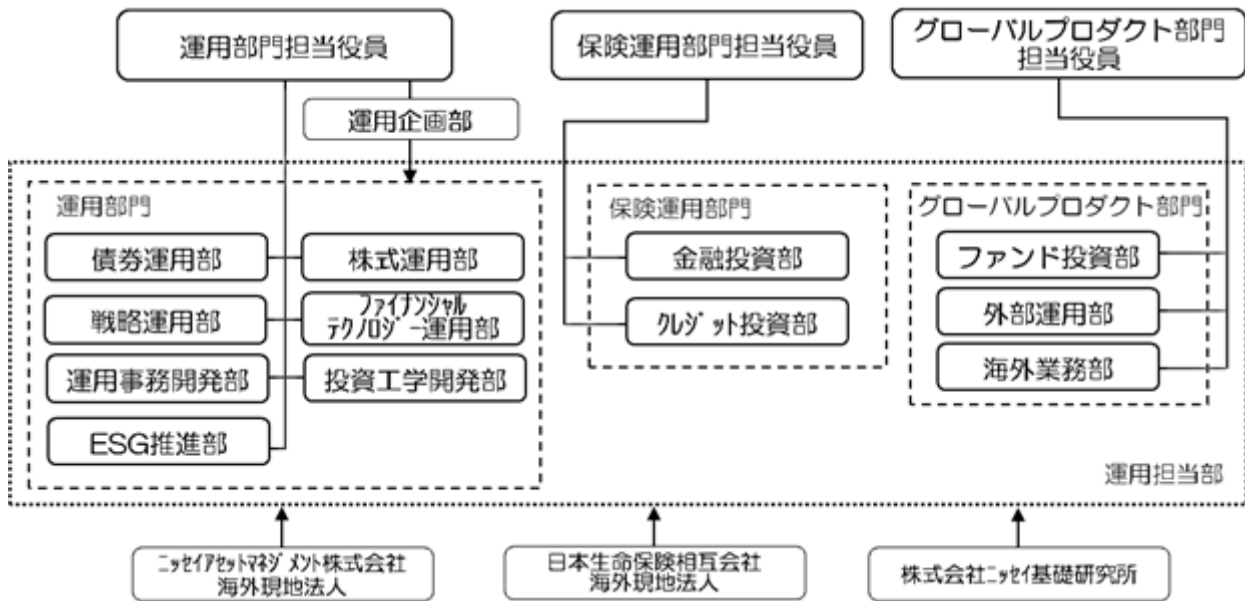 運用部門担当役員
保険運用部門担当役員
グローバルプロダクト部門
担当役員
運用企画部
運用部門
債券運用部
株式運用部
戦略運用部
ファイナンシャル
テクノロジー運用部
運用事務開発部
投資工学開発部
ESG推進部
保険運用部門
金融投資部
クレジット投資部
グローバルプロダクト部門
ファンド投資部
外部運用部
海外業務部
運用担当部
ニッセイアセットマネジメント株式会社
海外現地法人
日本生命保険相互会社
海外現地法人
株式会社ニッセイ基礎研究所